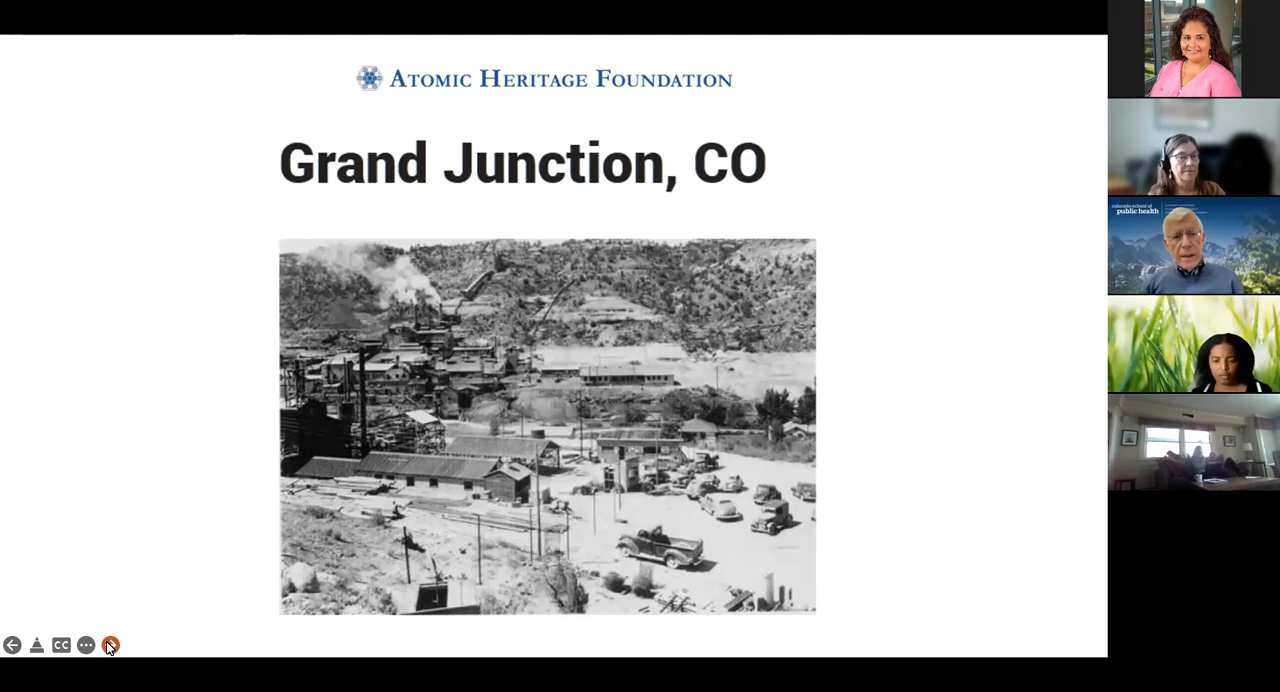 ATOMIC HERITAGE FOUNDATION
Grand Junction, CO
colorado school of
public health
CC